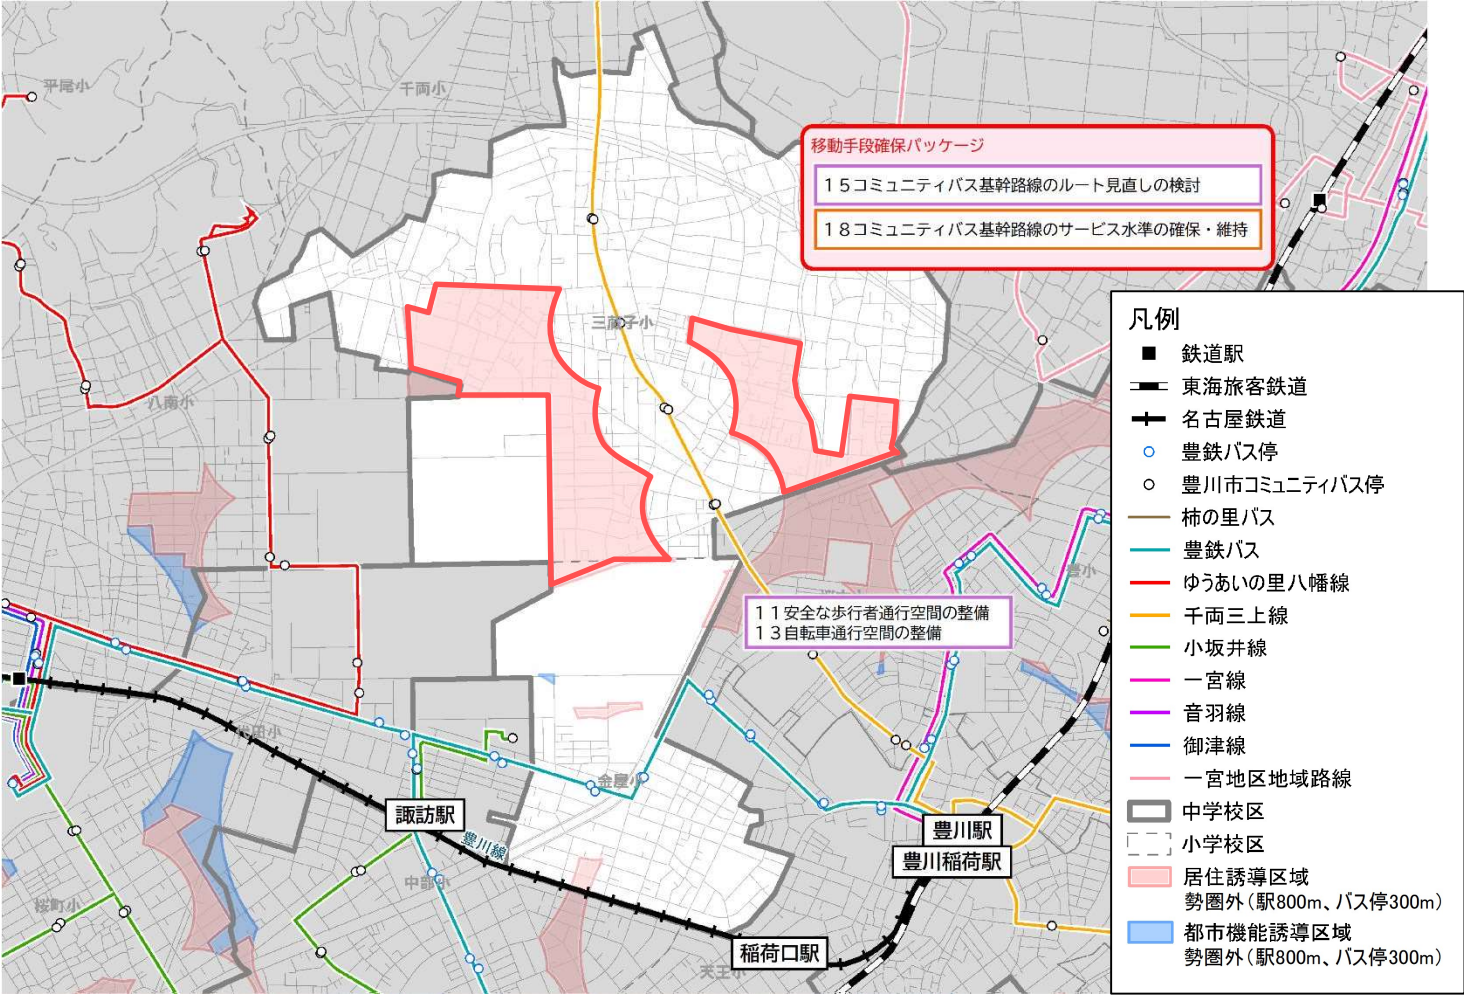 平尾小
千両小
移動手段確保パッケージ
15コミュニティバス基幹路線のルート見直しの検討
18コミュニティバス基幹路線のサービス水準の確保・維持
三蔵子小
八南小
凡例
鉄道駅
東海旅客鉄道
名古屋鉄道
豊鉄バス停
豊川市コミュニティバス停
柿の里バス
豊鉄バス
ゆうあいの里八幡線
千両三上線
小坂井線
一宮線
音羽線
御津線
一宮地区地域路線
中学校区
小学校区
居住誘導区域
勢圏外(駅800m、バス停300m)
都市機能誘導区域
勢圏外(駅800m、バス停300m)
豊小
11安全な歩行者通行空間の整備
13自転車通行空間の整備
代田小
金屋小
諏訪駅
豊川線
豊川駅
豊川稲荷駅
中部小
桜町小
稲荷口駅
天王小